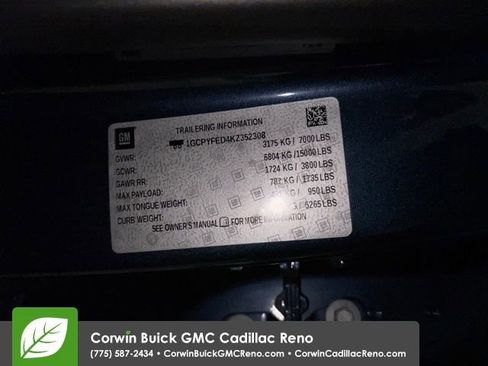 GM
TRAILERING INFORMATION
1GCPYFED4KZ352308
GVWR: 3175 KG / 7000 LBS
GCWR: 6804 KG / 15000 LBS
GAWR RR: 1724 KG / 3800 LBS
MAX PAYLOAD: 787 KG / 1735 LBS
MAX TONGUE WEIGHT: KG / 950 LBS
CURB WEIGHT: KG / 5265 LBS
SEE OWNER'S MANUAL FOR MORE INFORMATION
Corwin Buick GMC Cadillac Reno
(775) 587-2434 • CorwinBuickGMCReno.com • CorwinCadillacReno.com